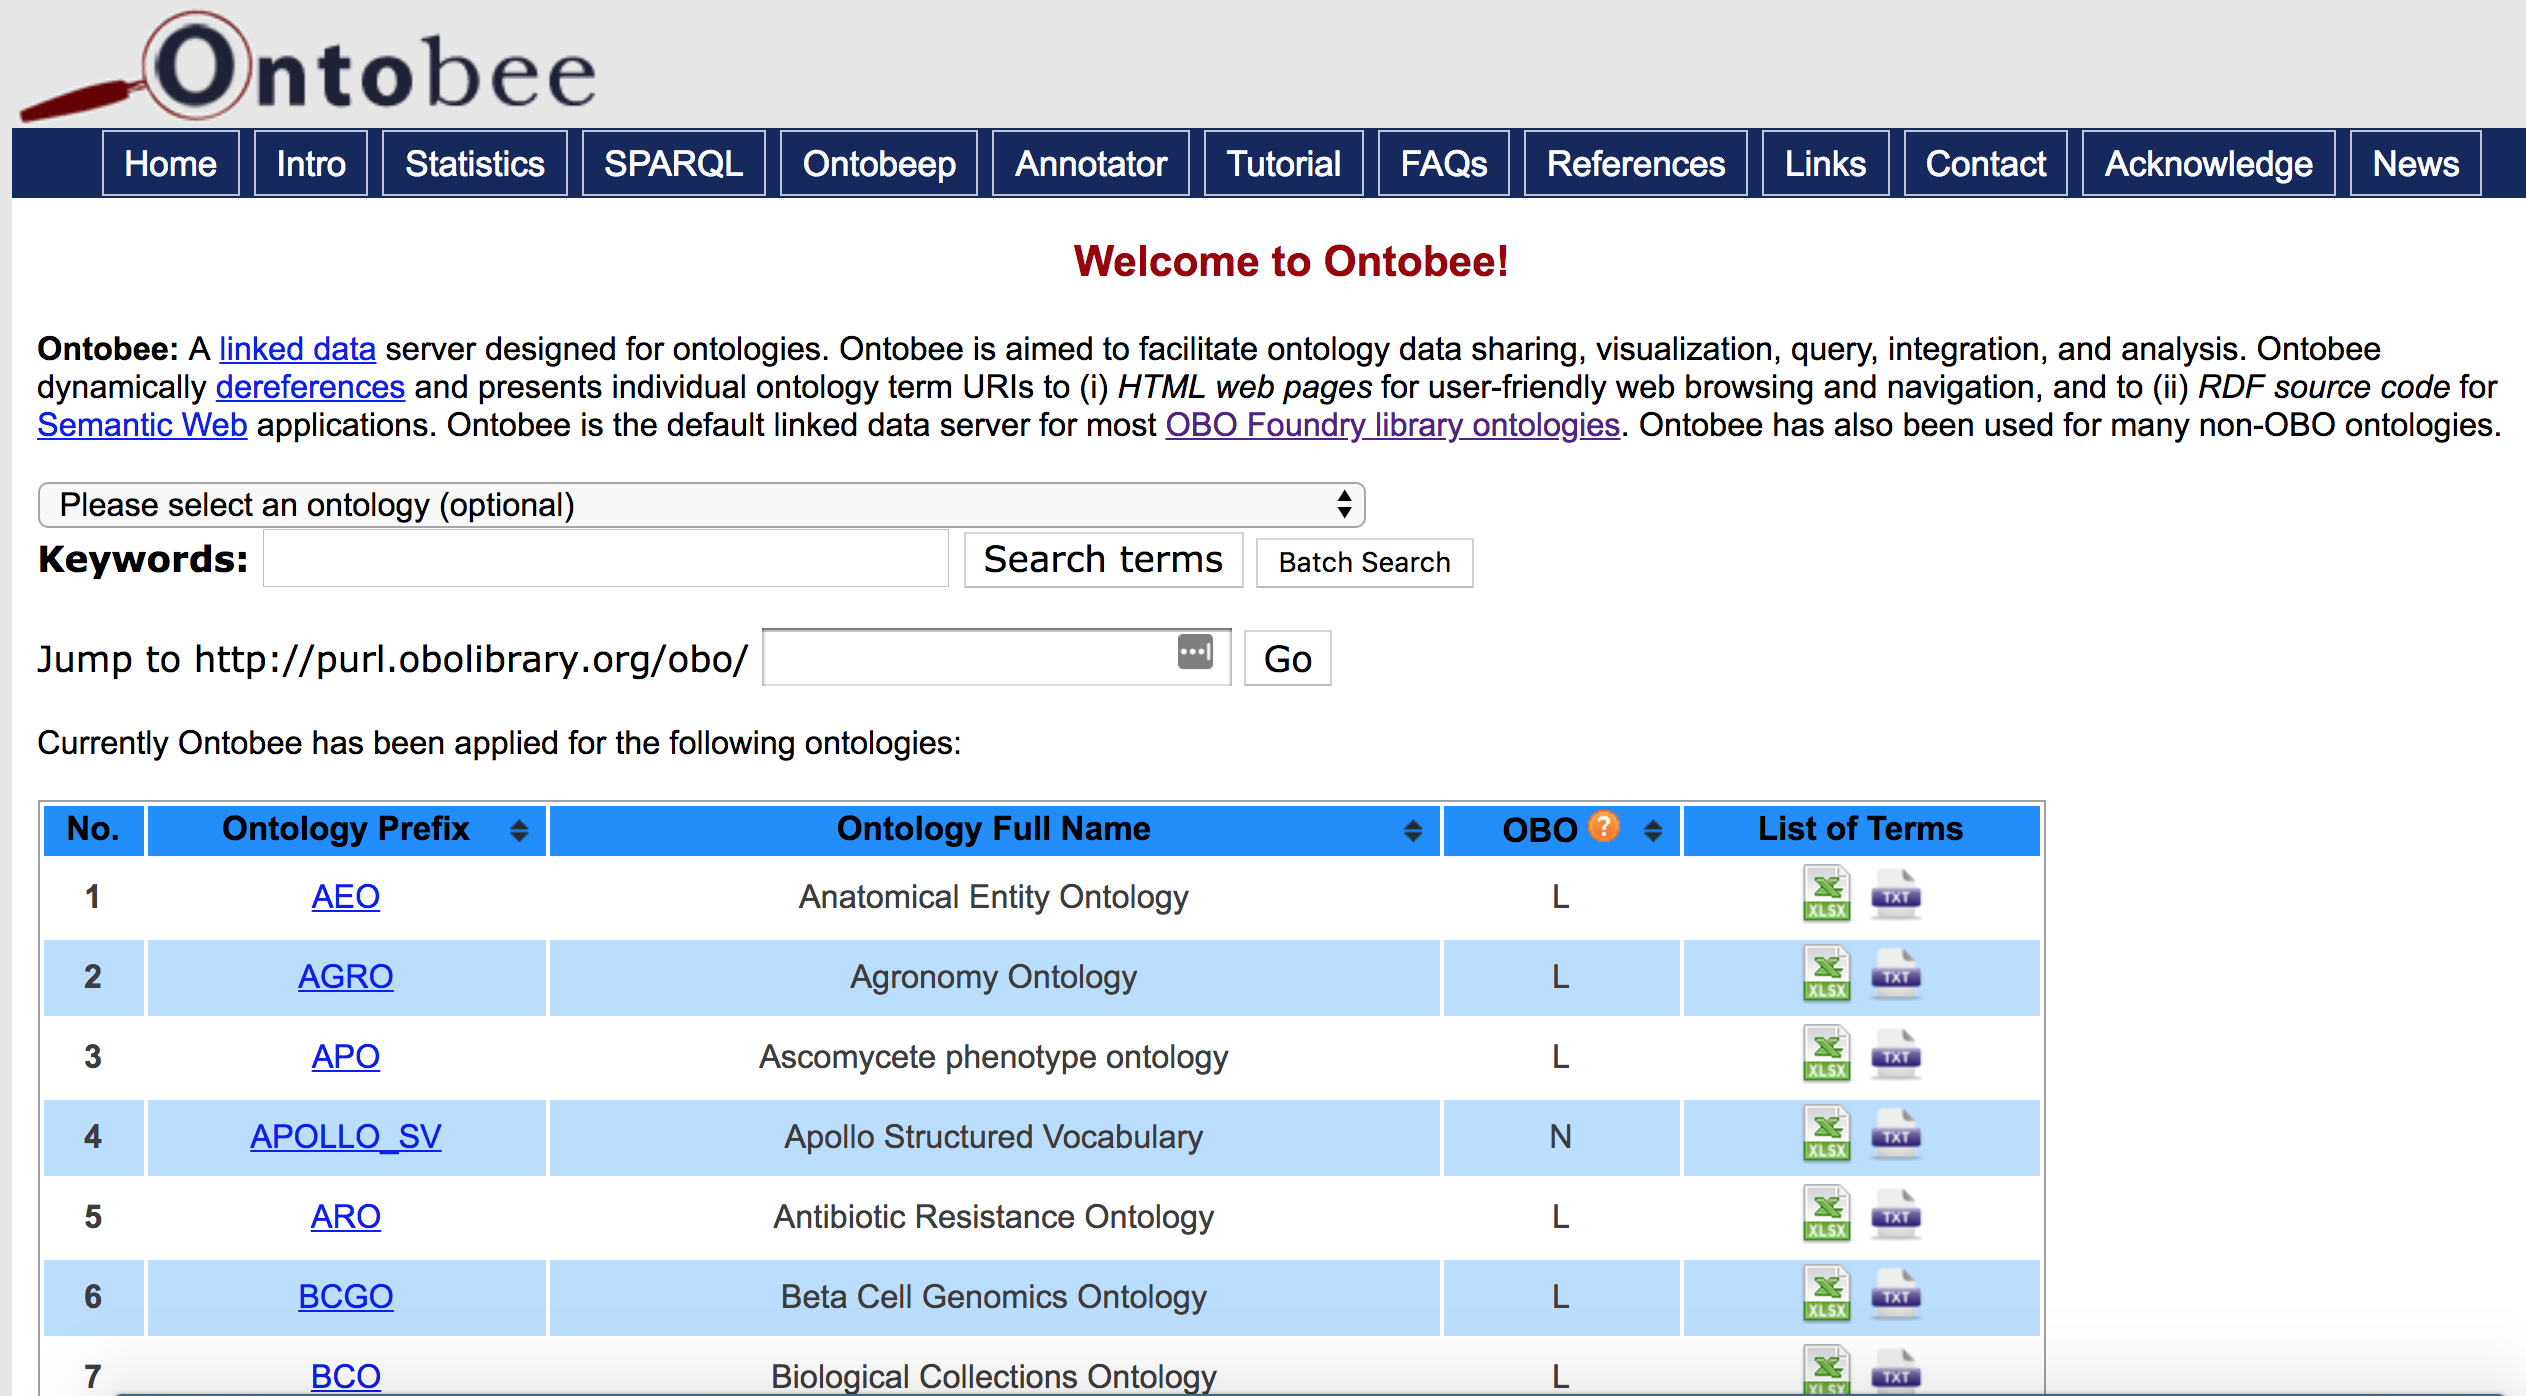 Ontobee
Home Intro Statistics SPARQL Ontobeep Annotator Tutorial FAQs References Links Contact Acknowledge News
Welcome to Ontobee!
Ontobee: A linked data server designed for ontologies. Ontobee is aimed to facilitate ontology data sharing, visualization, query, integration, and analysis. Ontobee
dynamically dereferences and presents individual ontology term URIs to (i) HTML web pages for user-friendly web browsing and navigation, and to (ii) RDF source code for
Semantic Web applications. Ontobee is the default linked data server for most OBO Foundry library ontologies. Ontobee has also been used for many non-OBO ontologies.
Please select an ontology (optional)
Keywords: Search terms Batch Search
Jump to http://purl.obolibrary.org/obo/ Go
Currently Ontobee has been applied for the following ontologies:
No. Ontology Prefix Ontology Full Name OBO ? List of Terms
1 AEO Anatomical Entity Ontology L XLSX TXT
2 AGRO Agronomy Ontology L XLSX TXT
3 APO Ascomycete phenotype ontology L XLSX TXT
4 APOLLO_SV Apollo Structured Vocabulary N XLSX TXT
5 ARO Antibiotic Resistance Ontology L XLSX TXT
6 BCGO Beta Cell Genomics Ontology L XLSX TXT
7 BCO Biological Collections Ontology L XLSX TXT